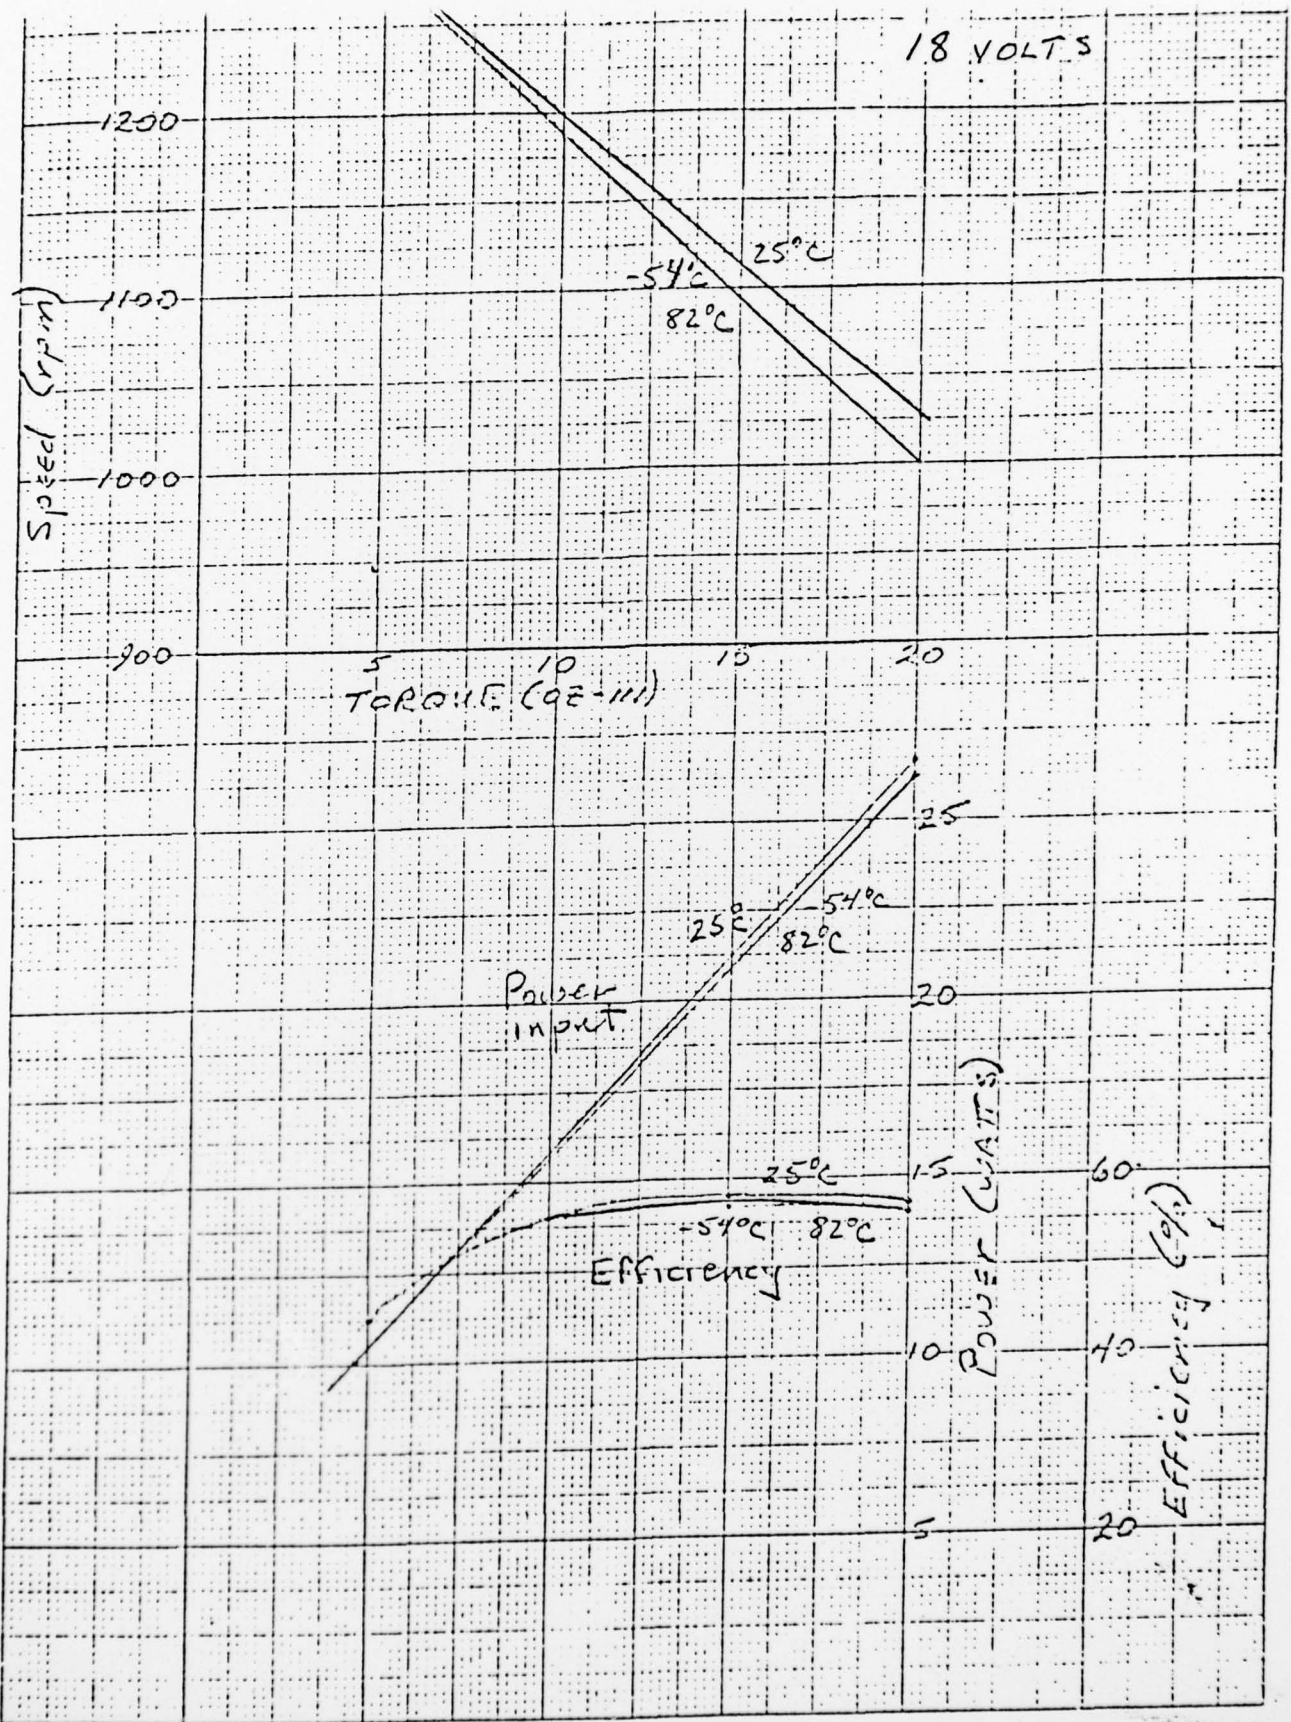 18 VOLTS
1200
25°C
-54°C
1100
82°C
Speed (rpm)
1000
900
5 10 15 20
TORQUE (OZ-IN)
25
-54°C
25°C
82°C
Power
input
20
Power (WATTS)
25°C
15
60
-54°C 82°C
Efficiency
Efficiency (%)
10
40
5
20